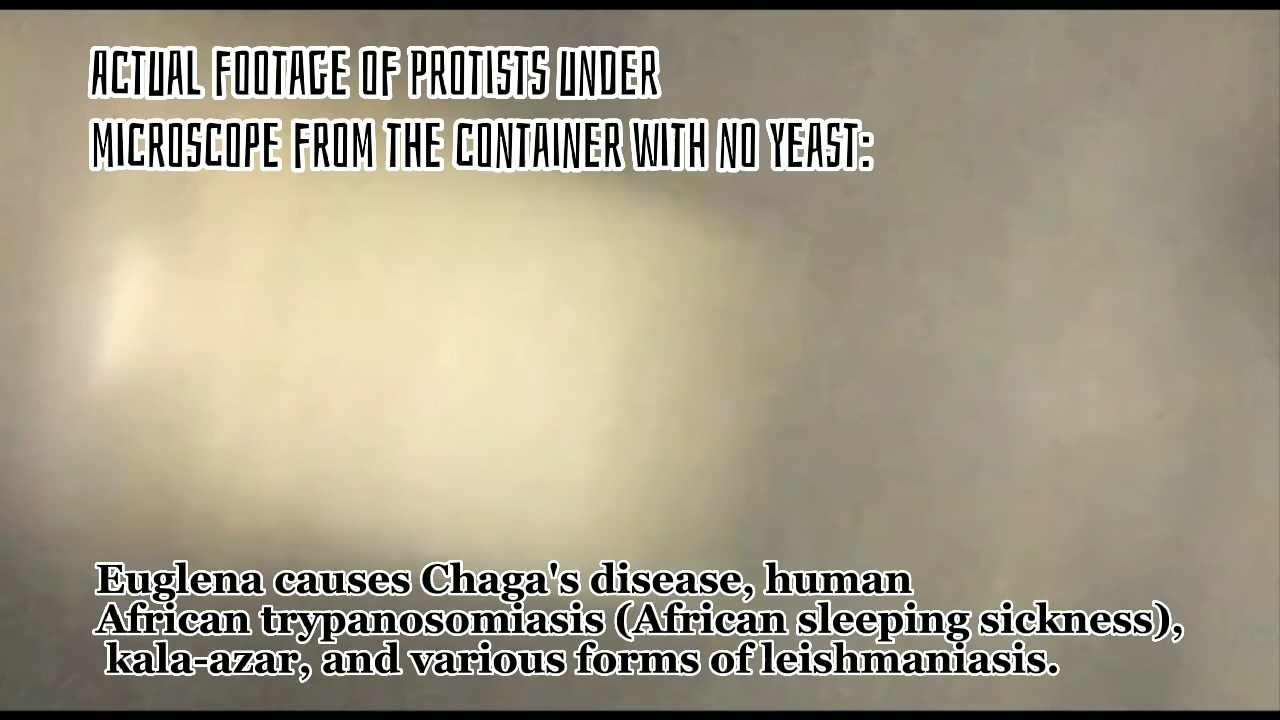 ACTUAL FOOTAGE OF PROTISTS UNDER
MICROSCOPE FROM THE CONTAINER WITH NO YEAST:
Euglena causes Chaga's disease, human
African trypanosomiasis (African sleeping sickness),
kala-azar, and various forms of leishmaniasis.